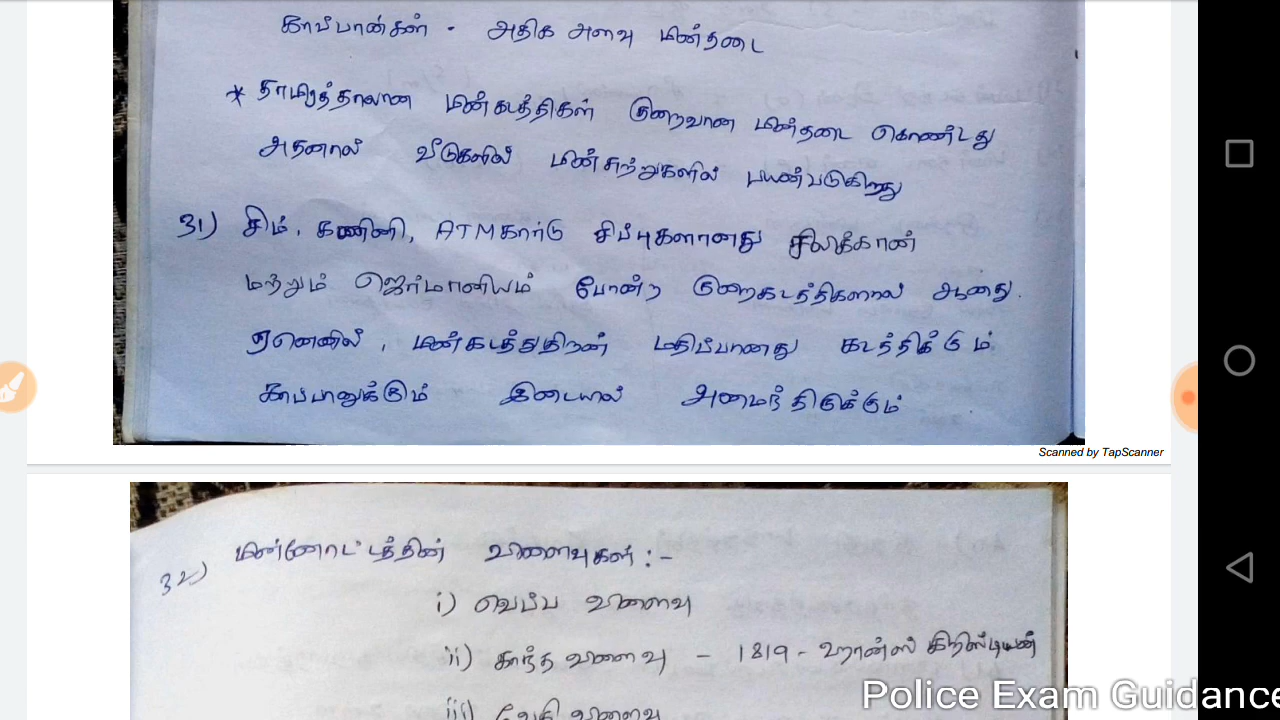 காப்பான்கள் - அதிக அளவு மின்தடை
* தாமிரத்தாலான மின்கடத்திகள் குறைவான மின்தடை கொண்டது
அதனால் வீடுகளில் மின்சுற்றுகளில் பயன்படுகிறது
31) சிம், கணினி, ATM கார்டு சிப்புகளானது சிலிக்கான்
மற்றும் ஜெர்மானியம் போன்ற குறைகடத்திகளால் ஆனது.
ஏனெனில், மின்கடத்துதிறன் மதிப்பானது கடத்திக்கும்
காப்பானுக்கும் இடையில் அமைந்திருக்கும்
Scanned by TapScanner
32) மின்னோட்டத்தின் விளைவுகள் :-
i) வெப்ப விளைவு
ii) காந்த விளைவு - 1819 - ஹான்ஸ் கிறிஸ்டியன்
iii) வேதி விளைவு
Police Exam Guidance